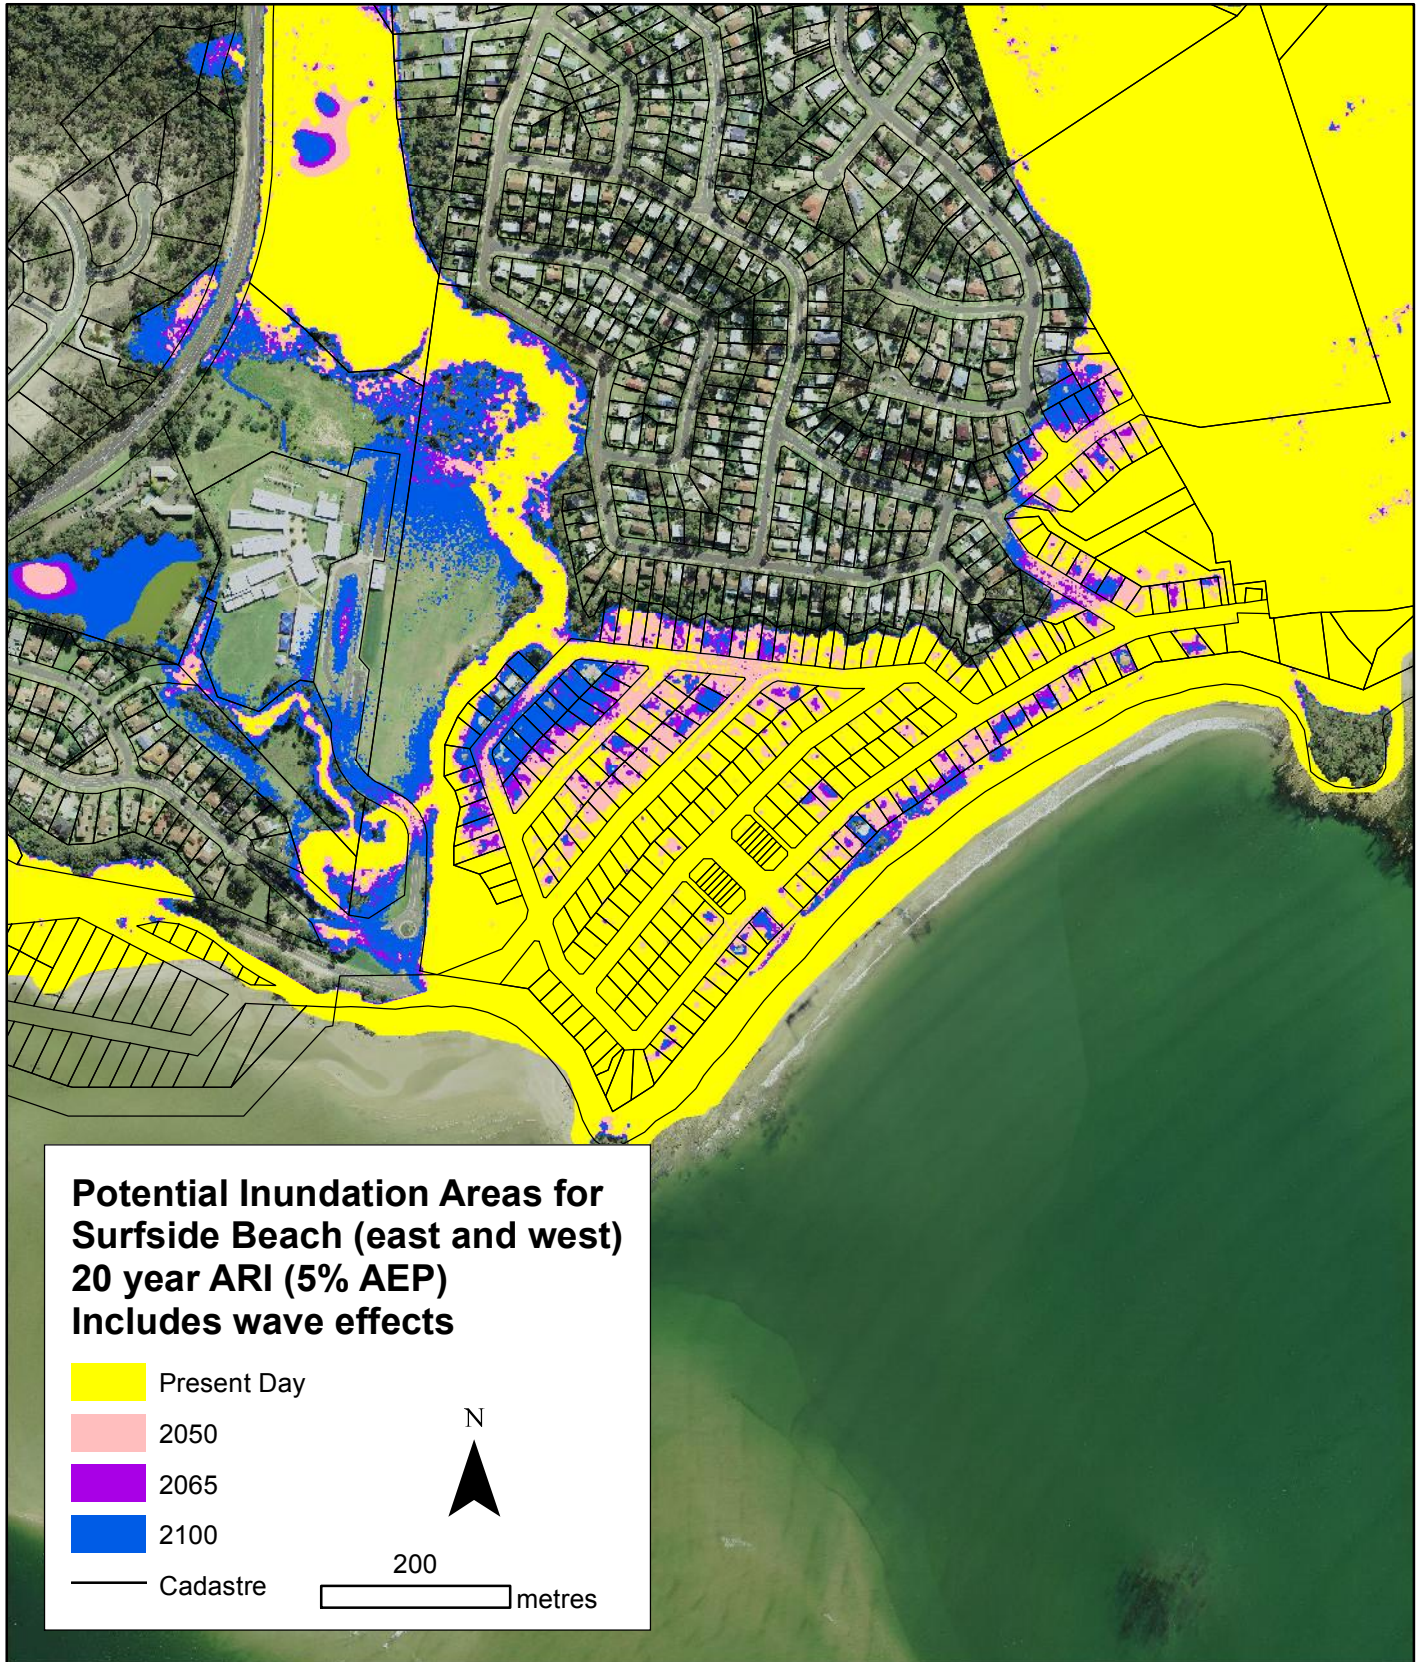 Potential Inundation Areas for
Surfside Beach (east and west)
20 year ARI (5% AEP)
Includes wave effects
Present Day
2050
2065
2100
Cadastre
N
200
metres